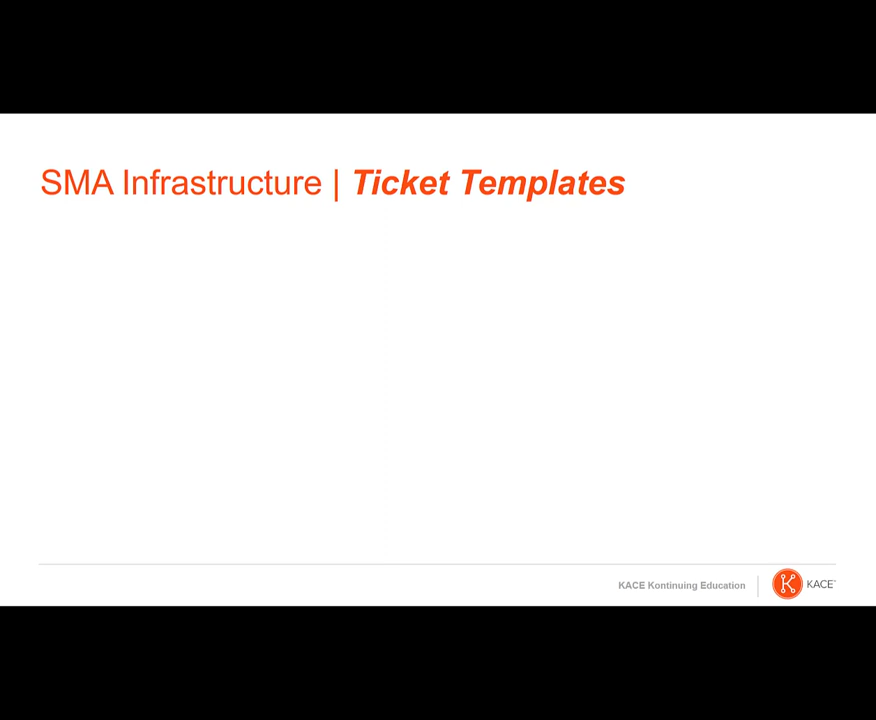 SMA Infrastructure | Ticket Templates
KACE Kontinuing Education
KACE